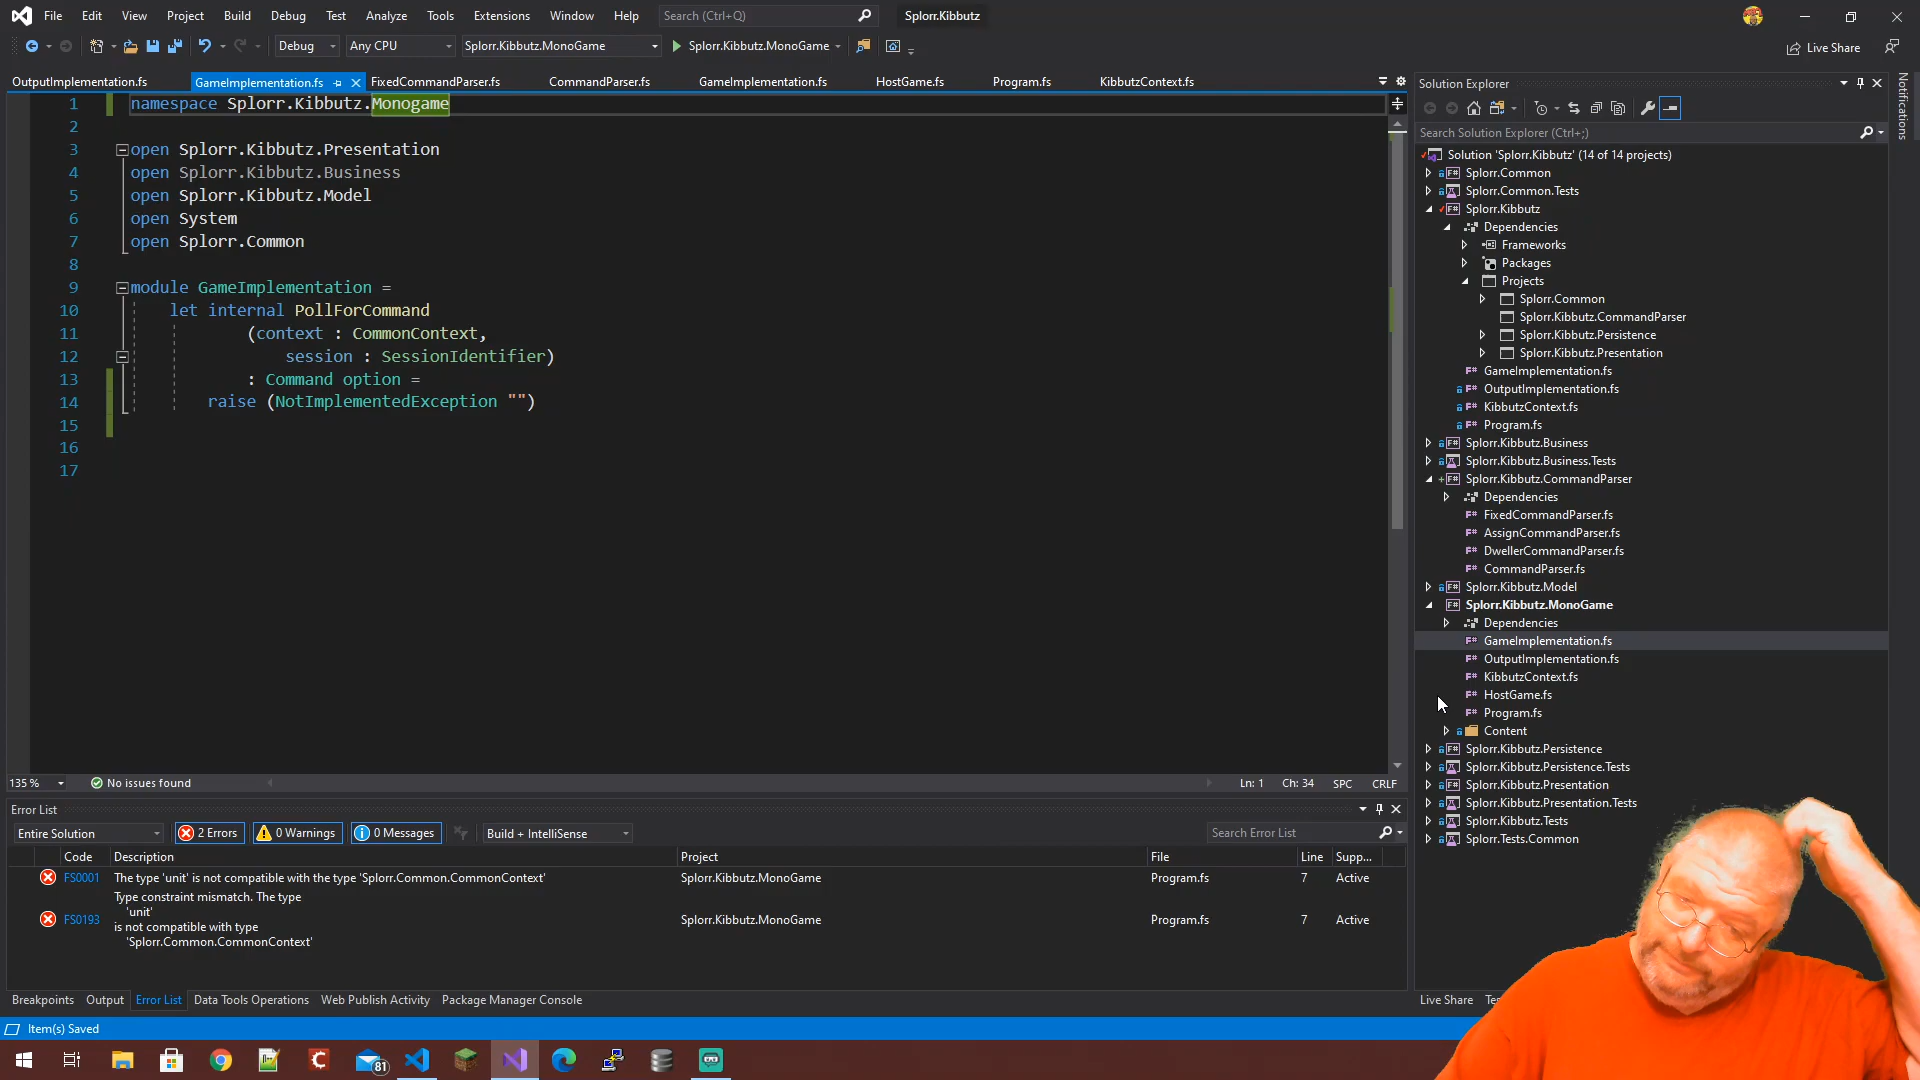 File Edit View Project Build Debug Test Analyze Tools Extensions Window Help Search (Ctrl+Q) Splorr.Kibbutz
Debug Any CPU Splorr.Kibbutz.MonoGame Splorr.Kibbutz.MonoGame Live Share
OutputImplementation.fs GameImplementation.fs FixedCommandParser.fs CommandParser.fs GameImplementation.fs HostGame.fs Program.fs KibbutzContext.fs
1 namespace Splorr.Kibbutz.Monogame
2
3 open Splorr.Kibbutz.Presentation
4 open Splorr.Kibbutz.Business
5 open Splorr.Kibbutz.Model
6 open System
7 open Splorr.Common
8
9 module GameImplementation =
10 let internal PollForCommand
11 (context : CommonContext,
12 session : SessionIdentifier)
13 : Command option =
14 raise (NotImplementedException "")
15
16
17
135 % No issues found Ln: 1 Ch: 34 SPC CRLF
Error List
Entire Solution 2 Errors 0 Warnings 0 Messages Build + IntelliSense Search Error List
Code Description Project File Line Supp...
FS0001 The type 'unit' is not compatible with the type 'Splorr.Common.CommonContext' Splorr.Kibbutz.MonoGame Program.fs 7 Active
Type constraint mismatch. The type
'unit'
FS0193 is not compatible with type Splorr.Kibbutz.MonoGame Program.fs 7 Active
'Splorr.Common.CommonContext'
Breakpoints Output Error List Data Tools Operations Web Publish Activity Package Manager Console
Item(s) Saved
81
Solution Explorer
Search Solution Explorer (Ctrl+;)
Solution 'Splorr.Kibbutz' (14 of 14 projects)
Splorr.Common
Splorr.Common.Tests
Splorr.Kibbutz
Dependencies
Frameworks
Packages
Projects
Splorr.Common
Splorr.Kibbutz.CommandParser
Splorr.Kibbutz.Persistence
Splorr.Kibbutz.Presentation
GameImplementation.fs
OutputImplementation.fs
KibbutzContext.fs
Program.fs
Splorr.Kibbutz.Business
Splorr.Kibbutz.Business.Tests
Splorr.Kibbutz.CommandParser
Dependencies
FixedCommandParser.fs
AssignCommandParser.fs
DwellerCommandParser.fs
CommandParser.fs
Splorr.Kibbutz.Model
Splorr.Kibbutz.MonoGame
Dependencies
GameImplementation.fs
OutputImplementation.fs
KibbutzContext.fs
HostGame.fs
Program.fs
Content
Splorr.Kibbutz.Persistence
Splorr.Kibbutz.Persistence.Tests
Splorr.Kibbutz.Presentation
Splorr.Kibbutz.Presentation.Tests
Splorr.Kibbutz.Tests
Splorr.Tests.Common
Live Share
Notifications